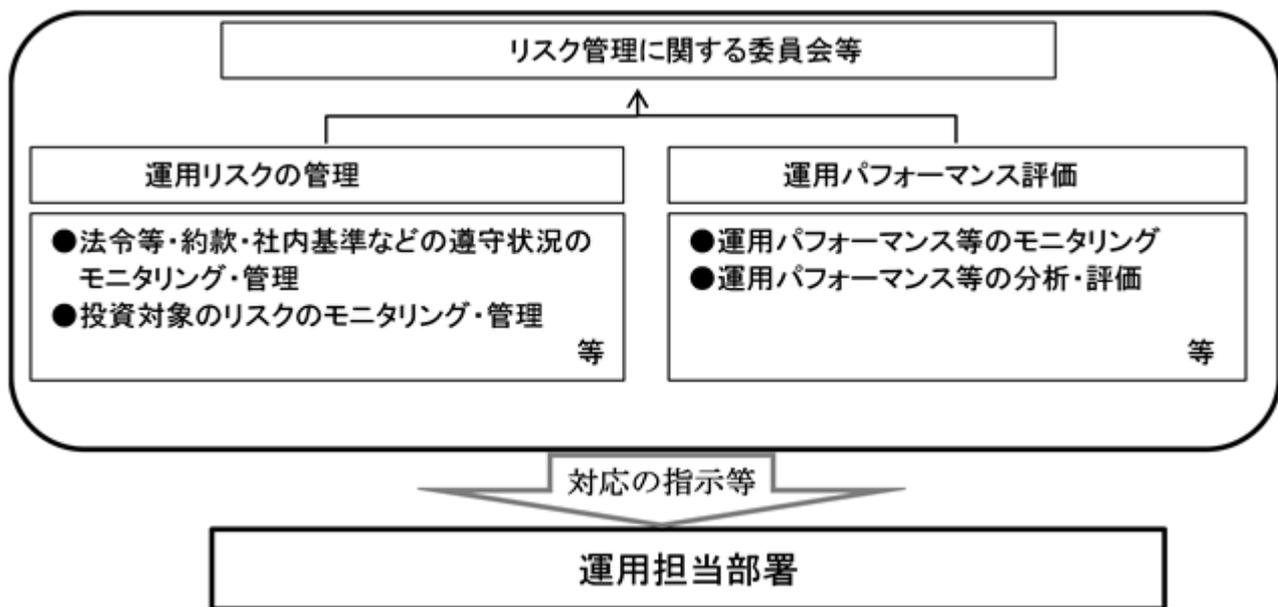 リスク管理に関する委員会等
運用リスクの管理
●法令等・約款・社内基準などの遵守状況の
モニタリング・管理
●投資対象のリスクのモニタリング・管理
等
運用パフォーマンス評価
●運用パフォーマンス等のモニタリング
●運用パフォーマンス等の分析・評価
等
対応の指示等
運用担当部署